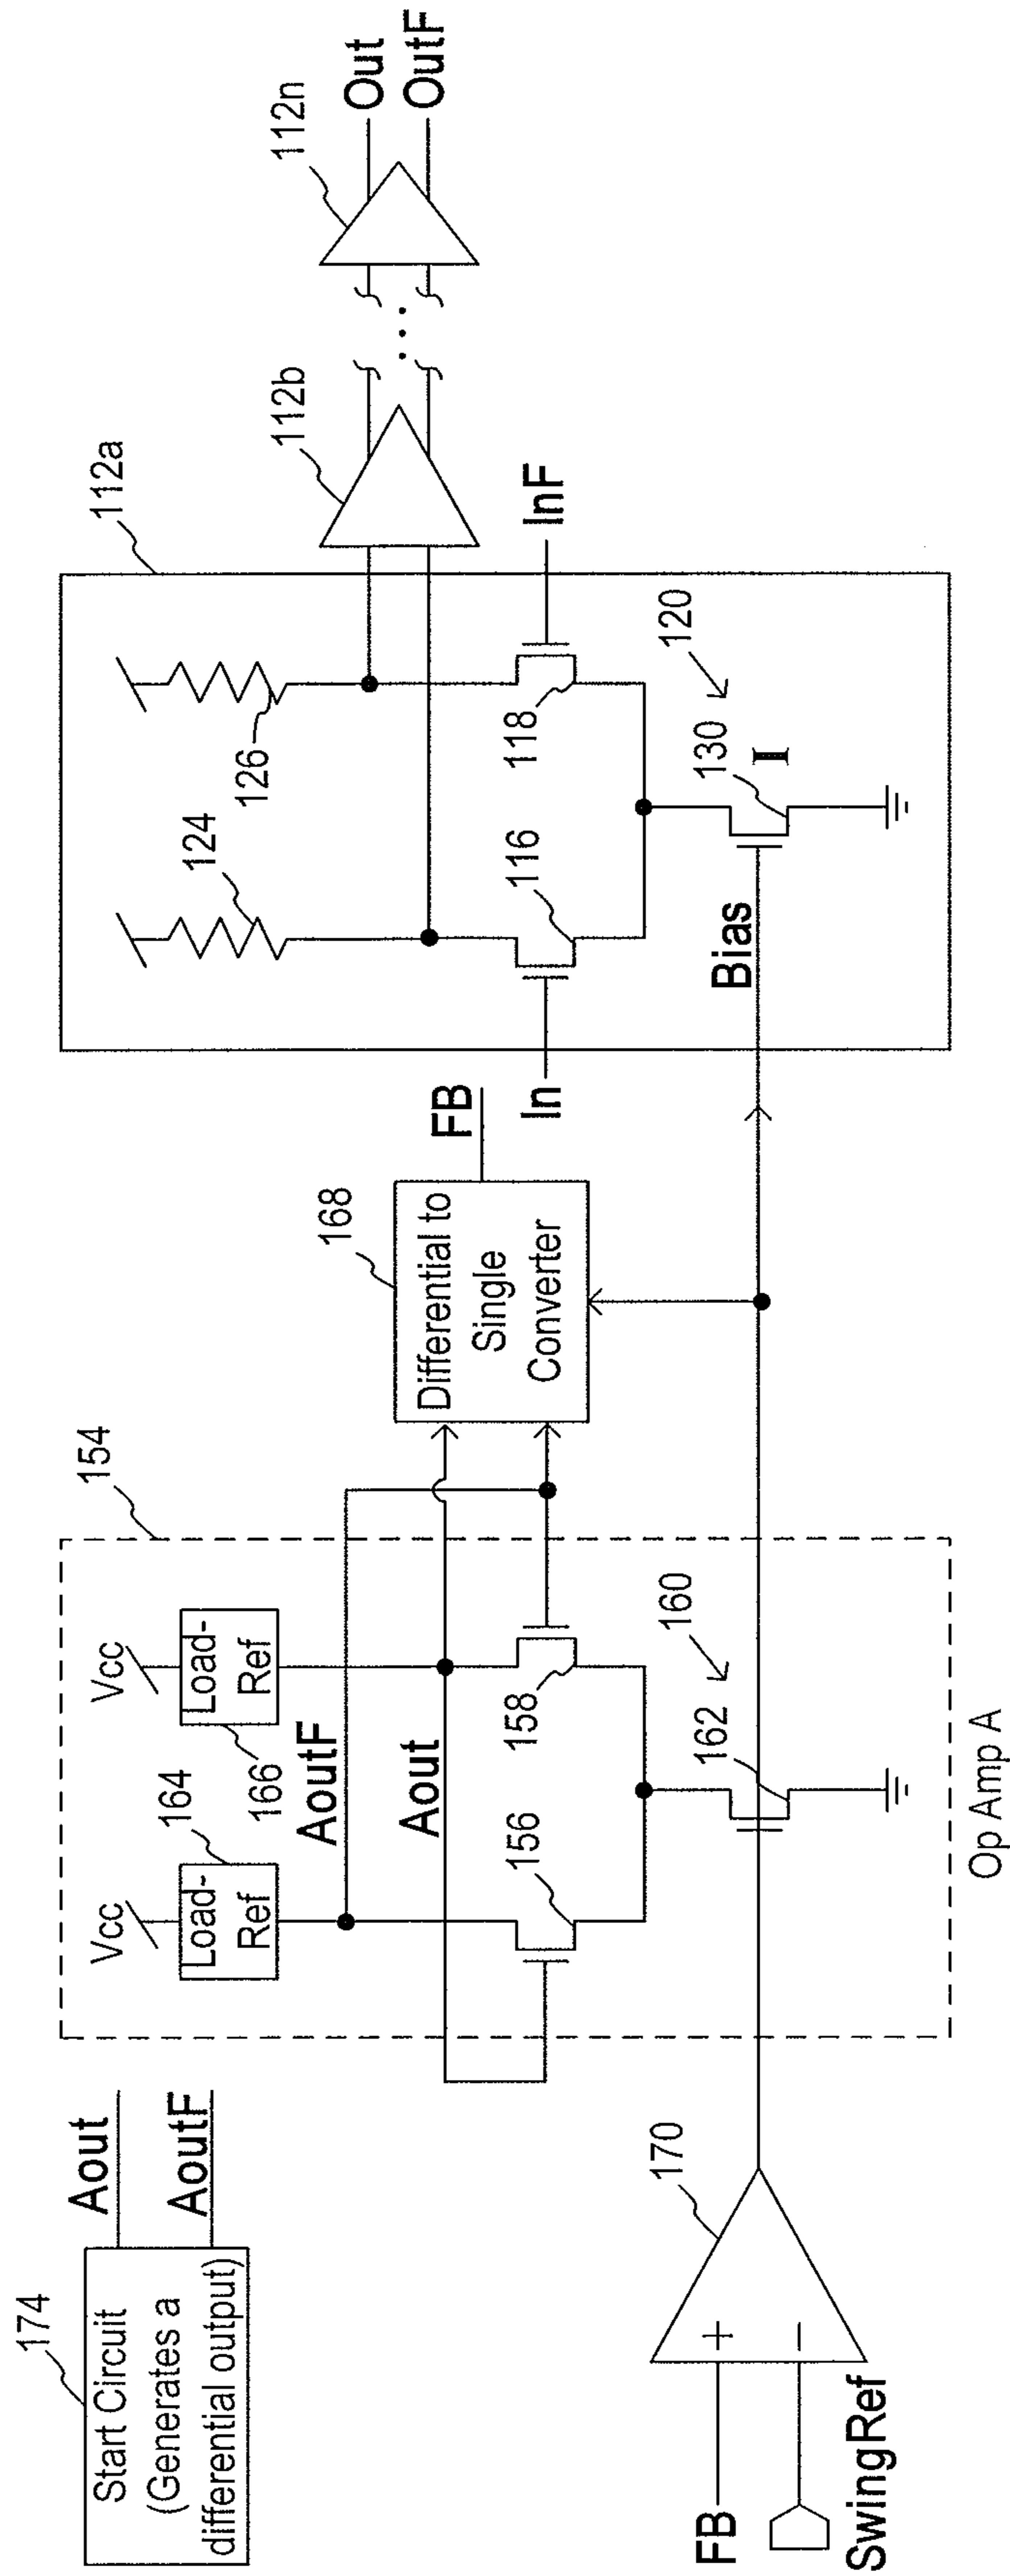 174
Start Circuit
(Generates a
differential output)
Aout
AoutF
154
Vcc
Load-
Ref
164
Vcc
Load-
Ref
166
AoutF
Aout
156
158
160
162
Op Amp A
168
Differential to
Single
Converter
FB
170
+
−
FB
SwingRef
112a
124
126
In
116
118
InF
Bias
130
I
120
112b
...
112n
Out
OutF